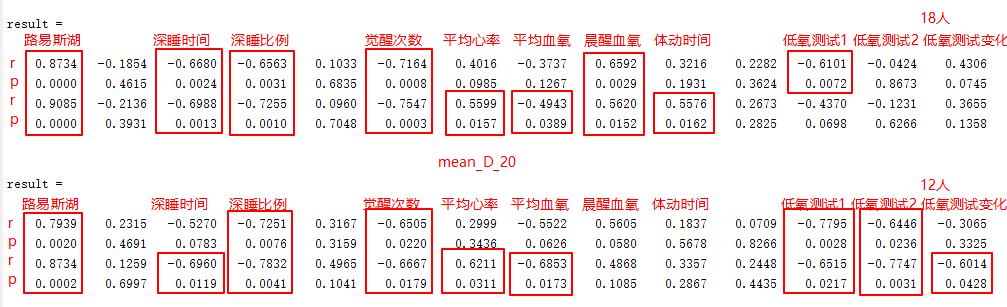 18人
result =
路易斯湖 深睡时间 深睡比例 觉醒次数 平均心率 平均血氧 晨醒血氧 体动时间 低氧测试1 低氧测试2 低氧测试变化
r 0.8734 -0.1854 -0.6680 -0.6563 0.1033 -0.7164 0.4016 -0.3737 0.6592 0.3216 0.2282 -0.6101 -0.0424 0.4306
p 0.0000 0.4615 0.0024 0.0031 0.6835 0.0008 0.0985 0.1267 0.0029 0.1931 0.3624 0.0072 0.8673 0.0745
r 0.9085 -0.2136 -0.6988 -0.7255 0.0960 -0.7547 0.5599 -0.4943 0.5620 0.5576 0.2673 -0.4370 -0.1231 0.3655
p 0.0000 0.3931 0.0013 0.0010 0.7048 0.0003 0.0157 0.0389 0.0152 0.0162 0.2825 0.0698 0.6266 0.1358
mean_D_20
result =
12人
路易斯湖 深睡时间 深睡比例 觉醒次数 平均心率 平均血氧 晨醒血氧 体动时间 低氧测试1 低氧测试2 低氧测试变化
r 0.7939 0.2315 -0.5270 -0.7251 0.3167 -0.6505 0.2999 -0.5522 0.5605 0.1837 0.0709 -0.7795 -0.6446 -0.3065
p 0.0020 0.4691 0.0783 0.0076 0.3159 0.0220 0.3436 0.0626 0.0580 0.5678 0.8266 0.0028 0.0236 0.3325
r 0.8734 0.1259 -0.6960 -0.7832 0.4965 -0.6667 0.6211 -0.6853 0.4868 0.3357 0.2448 -0.6515 -0.7747 -0.6014
p 0.0002 0.6997 0.0119 0.0041 0.1041 0.0179 0.0311 0.0173 0.1085 0.2867 0.4435 0.0217 0.0031 0.0428